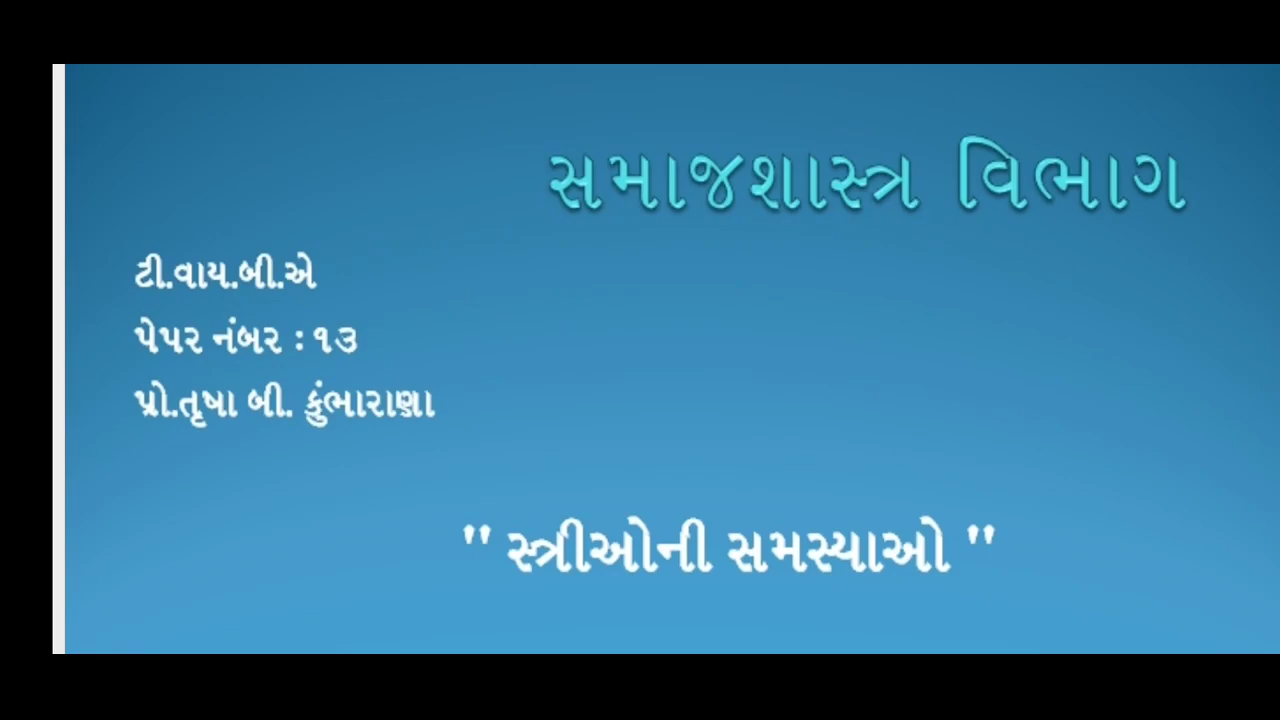 સમાજશાસ્ત્ર વિભાગ
ટી.વાય.બી.એ
પેપર નંબર : ૧૩
પ્રો.તૃષા બી. કુંભારાણા
" સ્ત્રીઓની સમસ્યાઓ "